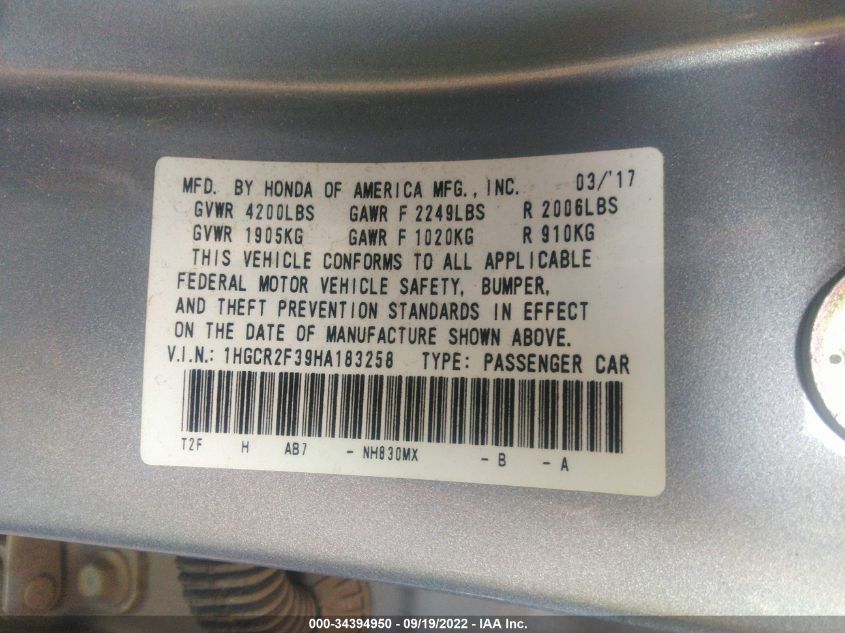 MFD. BY HONDA OF AMERICA MFG., INC. 03/'17
GVWR 4200LBS GAWR F 2249LBS R 2006LBS
GVWR 1905KG GAWR F 1020KG R 910KG
THIS VEHICLE CONFORMS TO ALL APPLICABLE
FEDERAL MOTOR VEHICLE SAFETY, BUMPER,
AND THEFT PREVENTION STANDARDS IN EFFECT
ON THE DATE OF MANUFACTURE SHOWN ABOVE.
V.I.N.: 1HGCR2F39HA183258 TYPE: PASSENGER CAR
T2F H AB7 - NH830MX - B - A
000-34394950 - 09/19/2022 - IAA Inc.